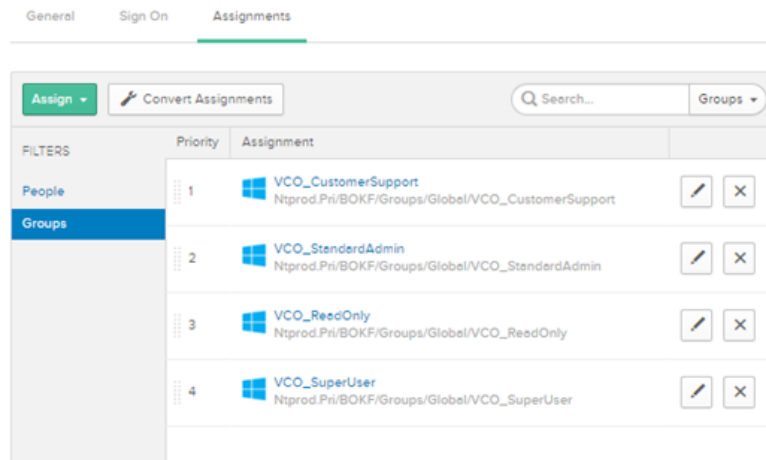 General Sign On Assignments
Assign Convert Assignments Search... Groups
FILTERS Priority Assignment
People
Groups
1 VCO_CustomerSupport
Ntprod.Pri/BOKF/Groups/Global/VCO_CustomerSupport
2 VCO_StandardAdmin
Ntprod.Pri/BOKF/Groups/Global/VCO_StandardAdmin
3 VCO_ReadOnly
Ntprod.Pri/BOKF/Groups/Global/VCO_ReadOnly
4 VCO_SuperUser
Ntprod.Pri/BOKF/Groups/Global/VCO_SuperUser